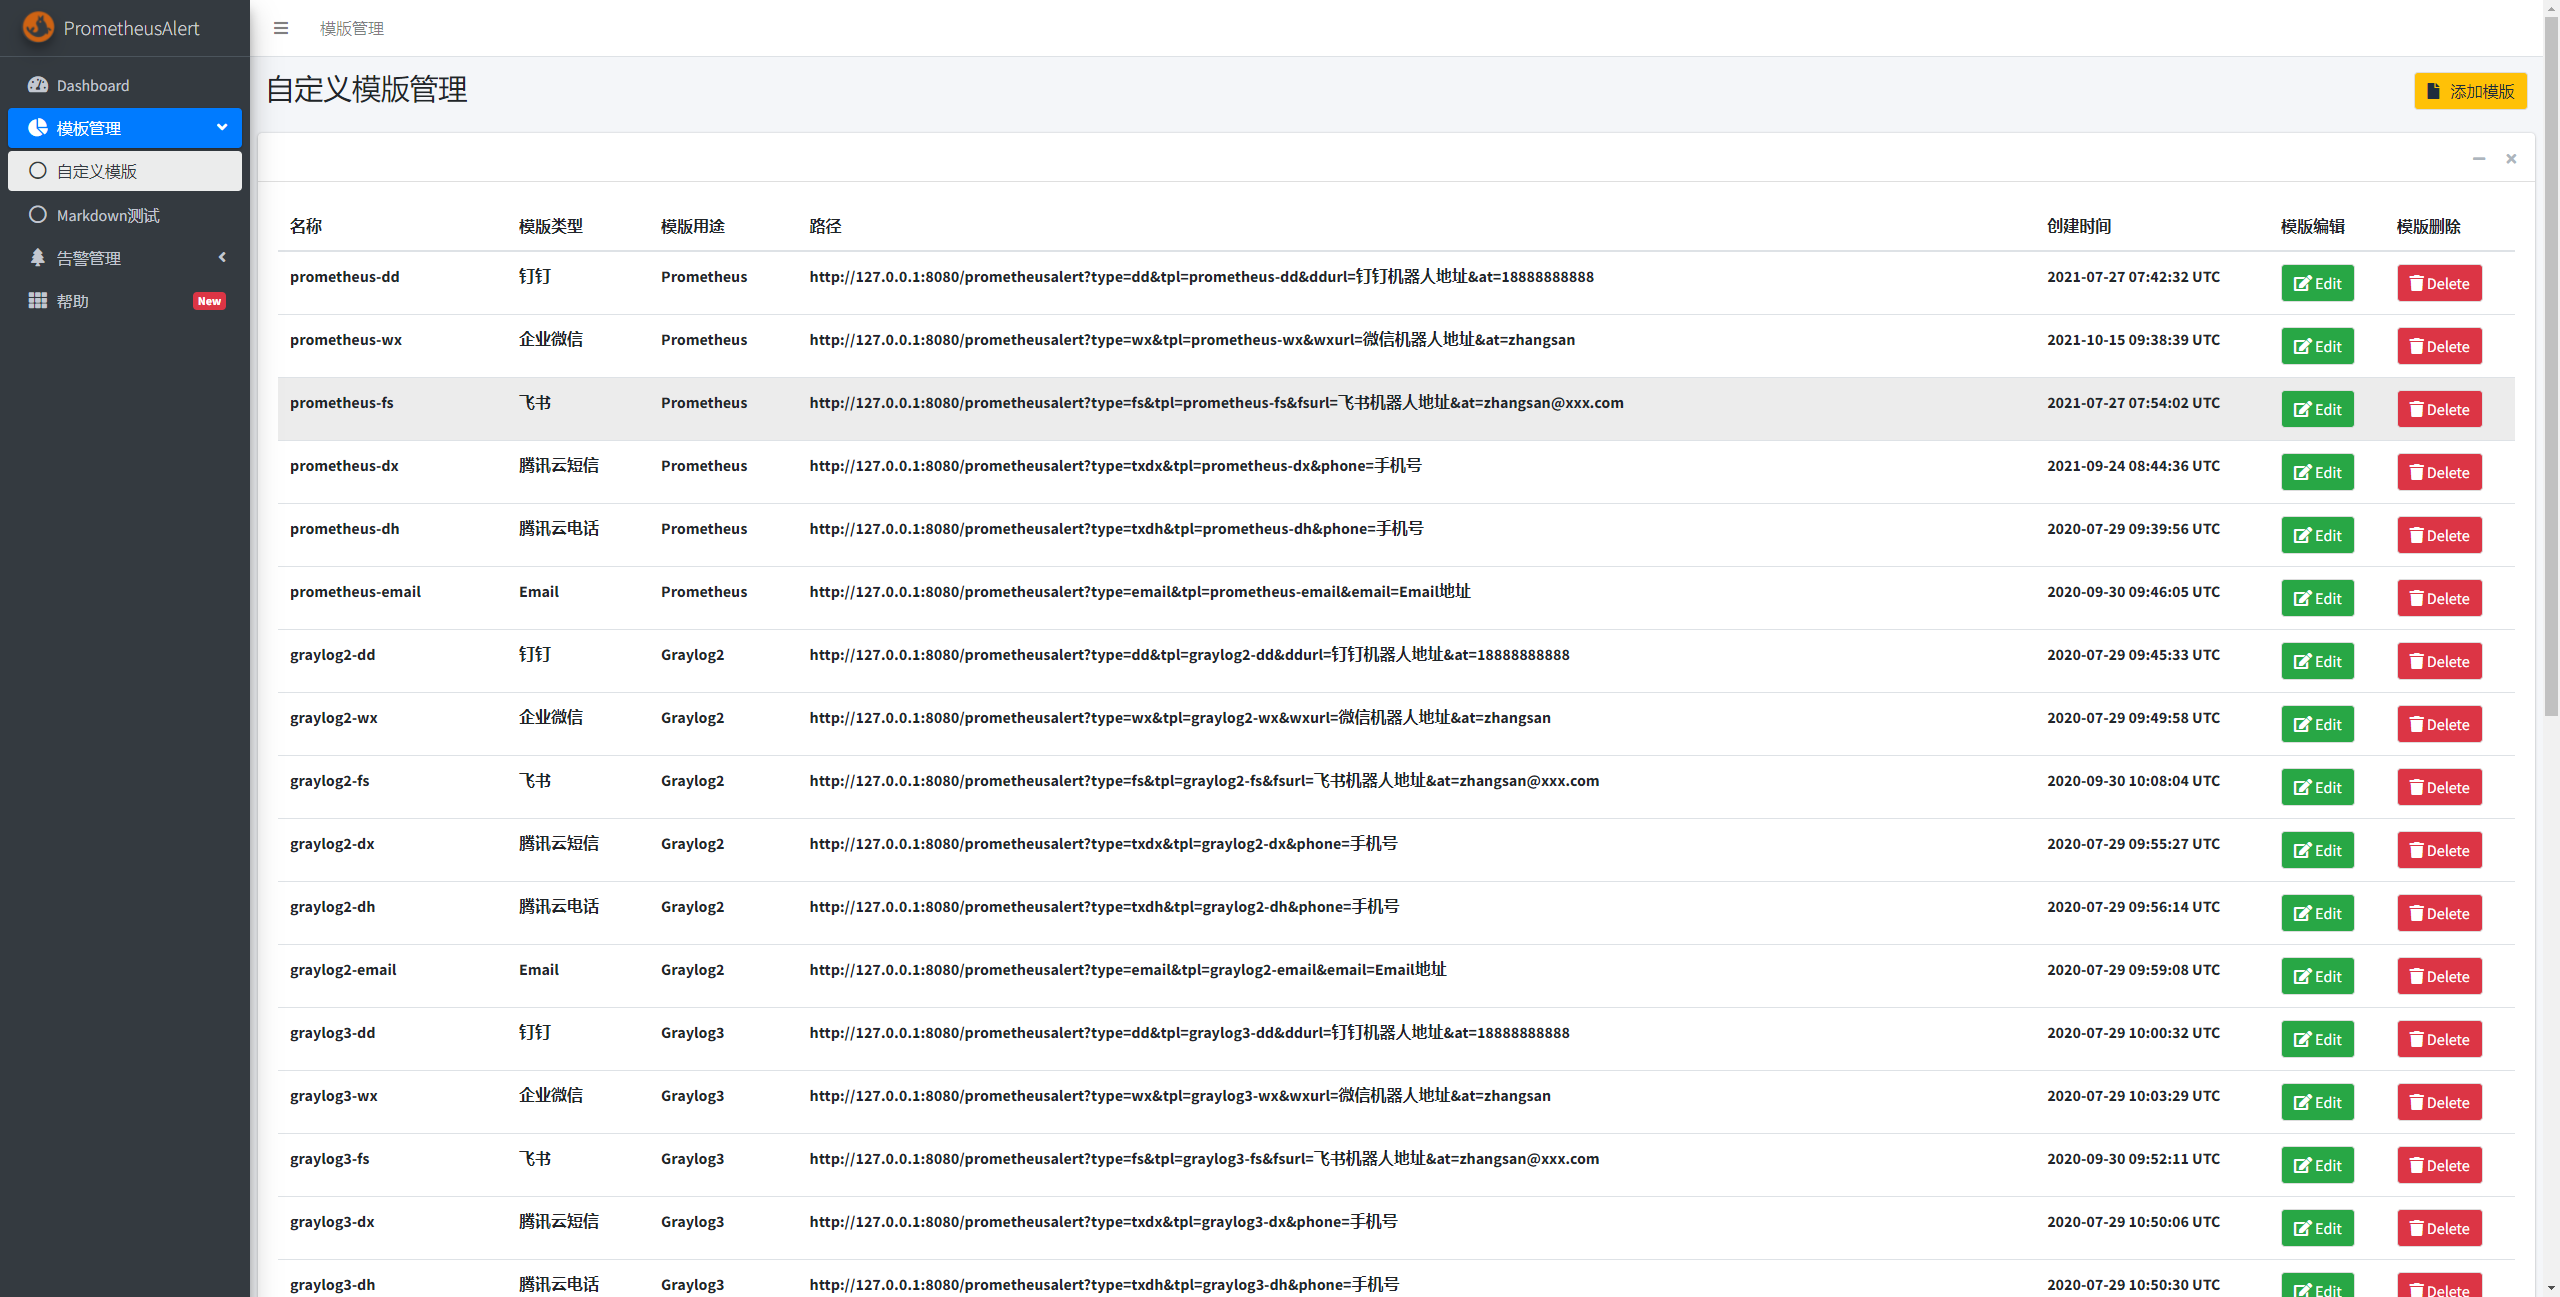 PrometheusAlert
模版管理
Dashboard
模板管理
自定义模版
Markdown测试
告警管理
帮助 New
自定义模版管理
添加模版
名称 模版类型 模版用途 路径 创建时间 模版编辑 模版删除
prometheus-dd 钉钉 Prometheus http://127.0.0.1:8080/prometheusalert?type=dd&tpl=prometheus-dd&ddurl=钉钉机器人地址&at=18888888888 2021-07-27 07:42:32 UTC Edit Delete
prometheus-wx 企业微信 Prometheus http://127.0.0.1:8080/prometheusalert?type=wx&tpl=prometheus-wx&wxurl=微信机器人地址&at=zhangsan 2021-10-15 09:38:39 UTC Edit Delete
prometheus-fs 飞书 Prometheus http://127.0.0.1:8080/prometheusalert?type=fs&tpl=prometheus-fs&fsurl=飞书机器人地址&at=zhangsan@xxx.com 2021-07-27 07:54:02 UTC Edit Delete
prometheus-dx 腾讯云短信 Prometheus http://127.0.0.1:8080/prometheusalert?type=txdx&tpl=prometheus-dx&phone=手机号 2021-09-24 08:44:36 UTC Edit Delete
prometheus-dh 腾讯云电话 Prometheus http://127.0.0.1:8080/prometheusalert?type=txdh&tpl=prometheus-dh&phone=手机号 2020-07-29 09:39:56 UTC Edit Delete
prometheus-email Email Prometheus http://127.0.0.1:8080/prometheusalert?type=email&tpl=prometheus-email&email=Email地址 2020-09-30 09:46:05 UTC Edit Delete
graylog2-dd 钉钉 Graylog2 http://127.0.0.1:8080/prometheusalert?type=dd&tpl=graylog2-dd&ddurl=钉钉机器人地址&at=18888888888 2020-07-29 09:45:33 UTC Edit Delete
graylog2-wx 企业微信 Graylog2 http://127.0.0.1:8080/prometheusalert?type=wx&tpl=graylog2-wx&wxurl=微信机器人地址&at=zhangsan 2020-07-29 09:49:58 UTC Edit Delete
graylog2-fs 飞书 Graylog2 http://127.0.0.1:8080/prometheusalert?type=fs&tpl=graylog2-fs&fsurl=飞书机器人地址&at=zhangsan@xxx.com 2020-09-30 10:08:04 UTC Edit Delete
graylog2-dx 腾讯云短信 Graylog2 http://127.0.0.1:8080/prometheusalert?type=txdx&tpl=graylog2-dx&phone=手机号 2020-07-29 09:55:27 UTC Edit Delete
graylog2-dh 腾讯云电话 Graylog2 http://127.0.0.1:8080/prometheusalert?type=txdh&tpl=graylog2-dh&phone=手机号 2020-07-29 09:56:14 UTC Edit Delete
graylog2-email Email Graylog2 http://127.0.0.1:8080/prometheusalert?type=email&tpl=graylog2-email&email=Email地址 2020-07-29 09:59:08 UTC Edit Delete
graylog3-dd 钉钉 Graylog3 http://127.0.0.1:8080/prometheusalert?type=dd&tpl=graylog3-dd&ddurl=钉钉机器人地址&at=18888888888 2020-07-29 10:00:32 UTC Edit Delete
graylog3-wx 企业微信 Graylog3 http://127.0.0.1:8080/prometheusalert?type=wx&tpl=graylog3-wx&wxurl=微信机器人地址&at=zhangsan 2020-07-29 10:03:29 UTC Edit Delete
graylog3-fs 飞书 Graylog3 http://127.0.0.1:8080/prometheusalert?type=fs&tpl=graylog3-fs&fsurl=飞书机器人地址&at=zhangsan@xxx.com 2020-09-30 09:52:11 UTC Edit Delete
graylog3-dx 腾讯云短信 Graylog3 http://127.0.0.1:8080/prometheusalert?type=txdx&tpl=graylog3-dx&phone=手机号 2020-07-29 10:50:06 UTC Edit Delete
graylog3-dh 腾讯云电话 Graylog3 http://127.0.0.1:8080/prometheusalert?type=txdh&tpl=graylog3-dh&phone=手机号 2020-07-29 10:50:30 UTC Edit Delete